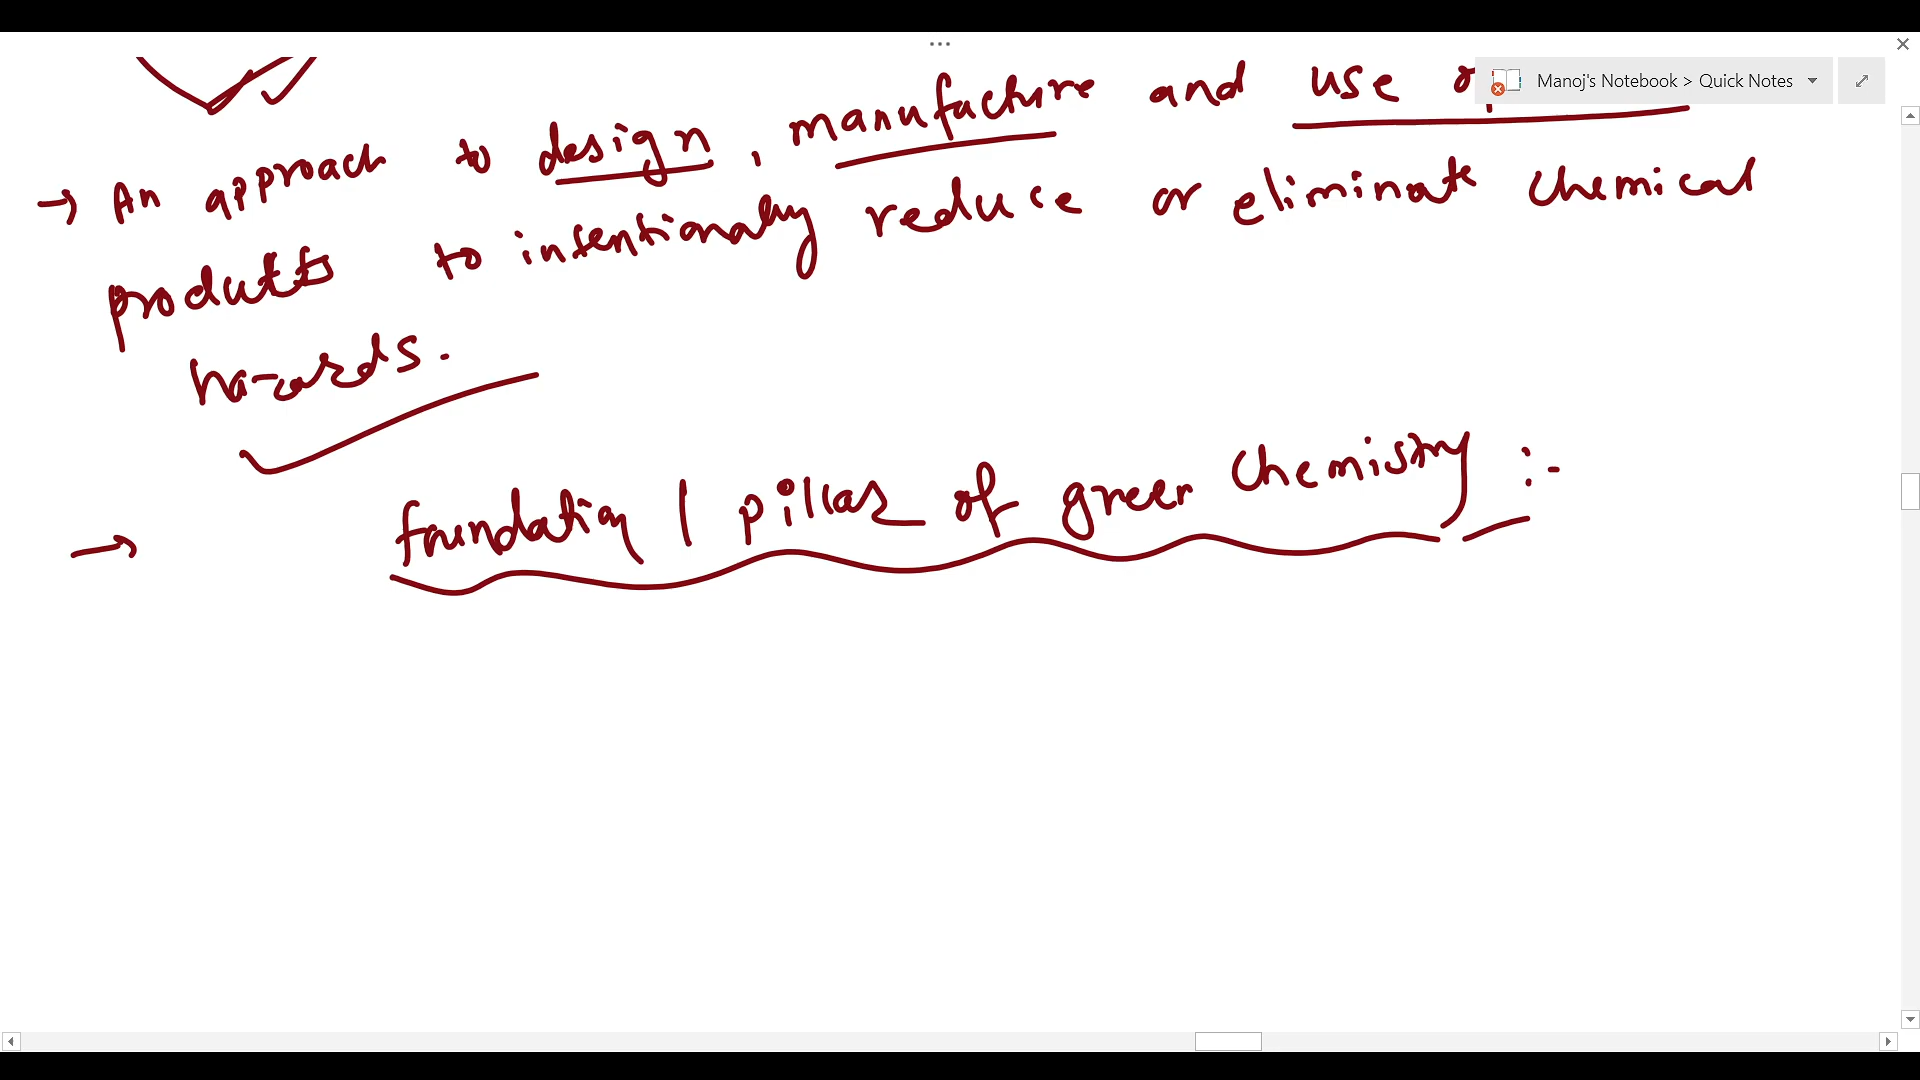 Manoj's Notebook > Quick Notes
→ An approach to design, manufacture and use
products to intentionally reduce or eliminate chemical
hazards.
→ foundation / pillars of green chemistry :-